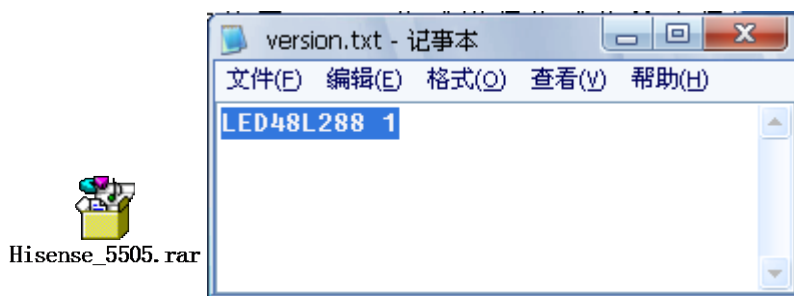 version.txt - 记事本
文件(F) 编辑(E) 格式(O) 查看(V) 帮助(H)
LED48L288 1
Hisense_5505.rar